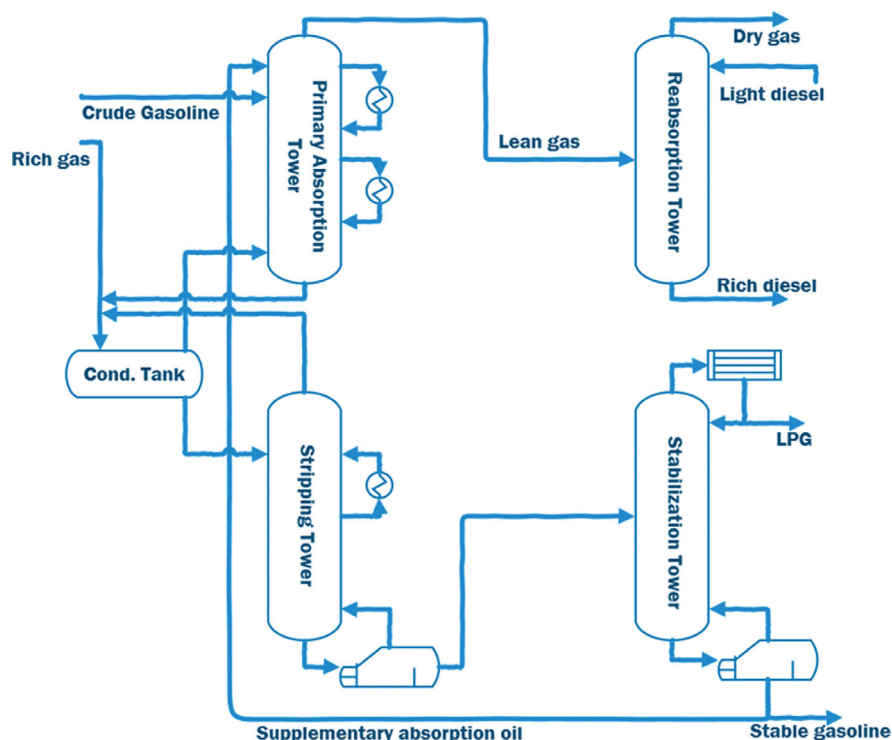 Dry gas
Crude Gasoline
Light diesel
Rich gas
Lean gas
Primary Absorption
Tower
Reabsorption Tower
Rich diesel
Cond. Tank
LPG
Stripping Tower
Stabilization Tower
Supplementary absorption oil
Stable gasoline